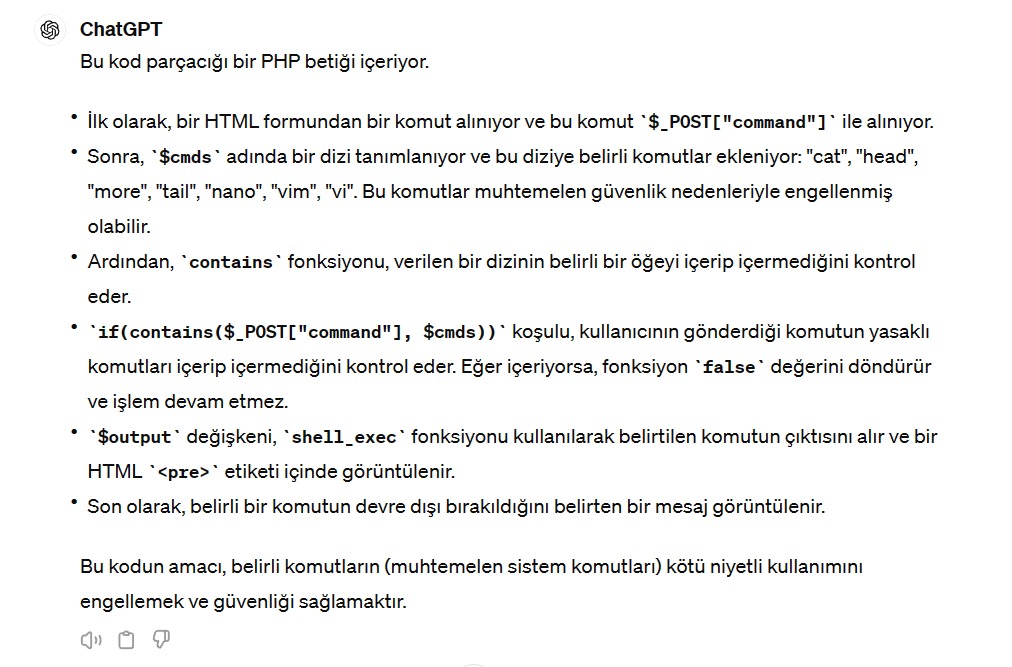 ChatGPT
Bu kod parçacığı bir PHP betiği içeriyor.
• İlk olarak, bir HTML formundan bir komut alınıyor ve bu komut `$_POST["command"]` ile alınıyor.
• Sonra, `$cmds` adında bir dizi tanımlanıyor ve bu diziye belirli komutlar ekleniyor: "cat", "head",
"more", "tail", "nano", "vim", "vi". Bu komutlar muhtemelen güvenlik nedenleriyle engellenmiş
olabilir.
• Ardından, `contains` fonksiyonu, verilen bir dizinin belirli bir öğeyi içerip içermediğini kontrol
eder.
• `if(contains($_POST["command"], $cmds))` koşulu, kullanıcının gönderdiği komutun yasaklı
komutları içerip içermediğini kontrol eder. Eğer içeriyorsa, fonksiyon `false` değerini döndürür
ve işlem devam etmez.
• `$output` değişkeni, `shell_exec` fonksiyonu kullanılarak belirtilen komutun çıktısını alır ve bir
HTML `<pre>` etiketi içinde görüntülenir.
• Son olarak, belirli bir komutun devre dışı bırakıldığını belirten bir mesaj görüntülenir.
Bu kodun amacı, belirli komutların (muhtemelen sistem komutları) kötü niyetli kullanımını
engellemek ve güvenliği sağlamaktır.